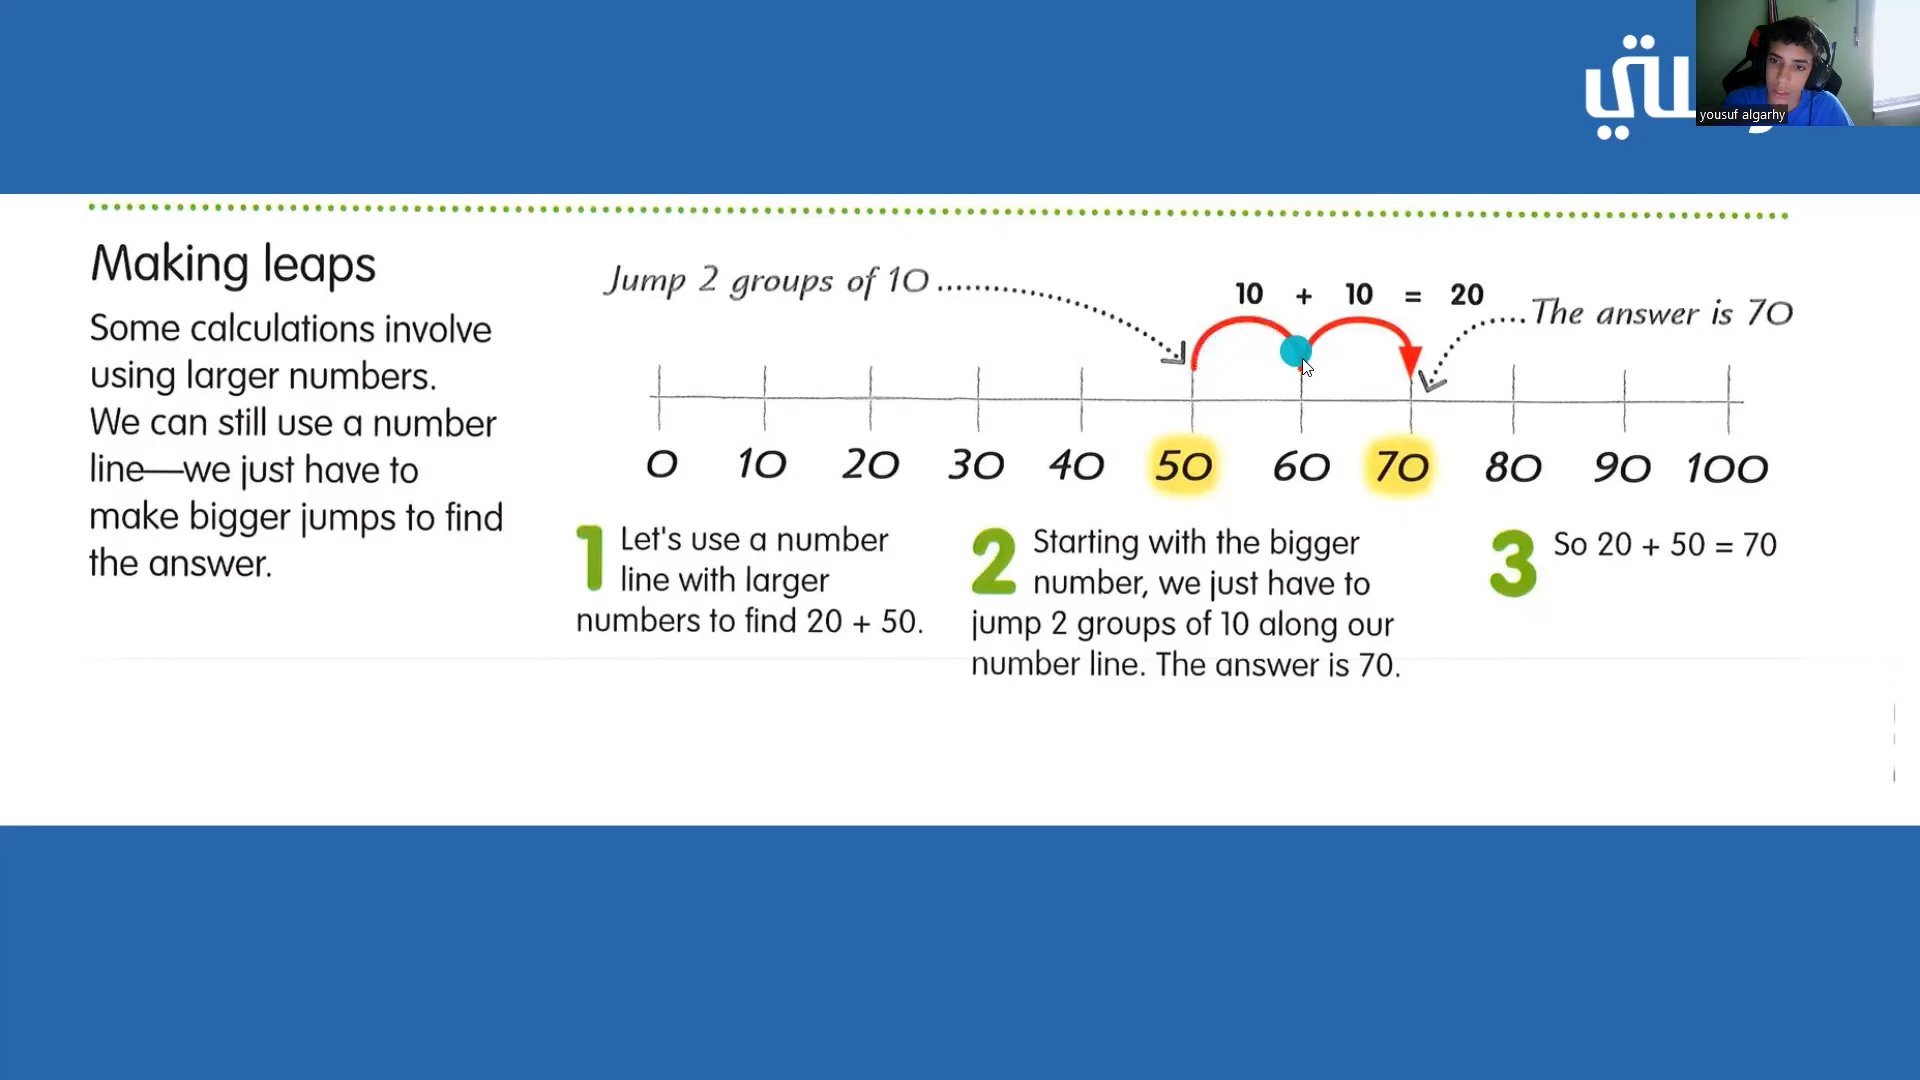 yousuf algarhy
Making leaps
Some calculations involve
using larger numbers.
We can still use a number
line—we just have to
make bigger jumps to find
the answer.
Jump 2 groups of 10
10 + 10 = 20
The answer is 70
0 10 20 30 40 50 60 70 80 90 100
1 Let's use a number
line with larger
numbers to find 20 + 50.
2 Starting with the bigger
number, we just have to
jump 2 groups of 10 along our
number line. The answer is 70.
3 So 20 + 50 = 70